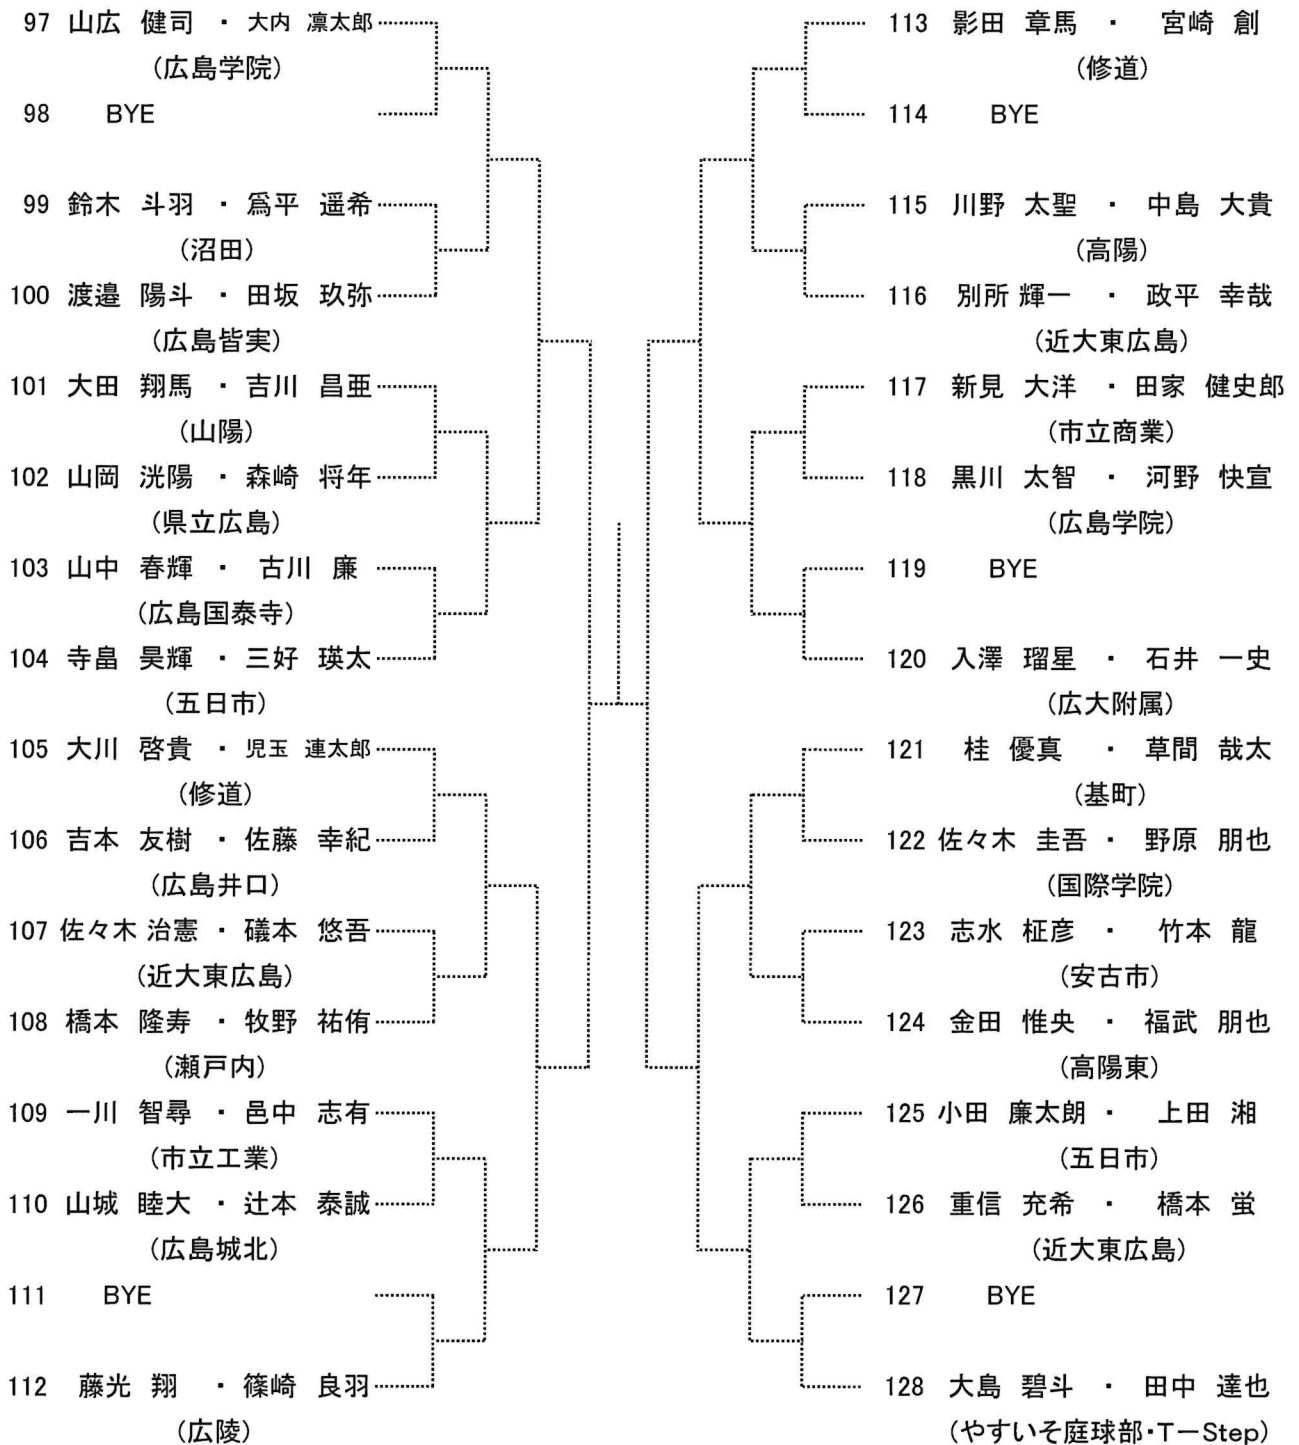 97 山広 健司 ・ 大内 凛太郎
(広島学院)
98 BYE
99 鈴木 斗羽 ・ 爲平 遥希
(沼田)
100 渡邉 陽斗 ・ 田坂 玖弥
(広島皆実)
101 大田 翔馬 ・ 吉川 昌亜
(山陽)
102 山岡 洸陽 ・ 森崎 将年
(県立広島)
103 山中 春輝 ・ 古川 廉
(広島国泰寺)
104 寺畠 昊輝 ・ 三好 瑛太
(五日市)
105 大川 啓貴 ・ 児玉 連太郎
(修道)
106 吉本 友樹 ・ 佐藤 幸紀
(広島井口)
107 佐々木 治憲 ・ 礒本 悠吾
(近大東広島)
108 橋本 隆寿 ・ 牧野 祐侑
(瀬戸内)
109 一川 智尋 ・ 邑中 志有
(市立工業)
110 山城 睦大 ・ 辻本 泰誠
(広島城北)
111 BYE
112 藤光 翔 ・ 篠崎 良羽
(広陵)
113 影田 章馬 ・ 宮崎 創
(修道)
114 BYE
115 川野 太聖 ・ 中島 大貴
(高陽)
116 別所 輝一 ・ 政平 幸哉
(近大東広島)
117 新見 大洋 ・ 田家 健史郎
(市立商業)
118 黒川 太智 ・ 河野 快宣
(広島学院)
119 BYE
120 入澤 瑠星 ・ 石井 一史
(広大附属)
121 桂 優真 ・ 草間 哉太
(基町)
122 佐々木 圭吾 ・ 野原 朋也
(国際学院)
123 志水 柾彦 ・ 竹本 龍
(安古市)
124 金田 惟央 ・ 福武 朋也
(高陽東)
125 小田 廉太朗 ・ 上田 湘
(五日市)
126 重信 充希 ・ 橋本 蛍
(近大東広島)
127 BYE
128 大島 碧斗 ・ 田中 達也
(やすいそ庭球部・T－Step)